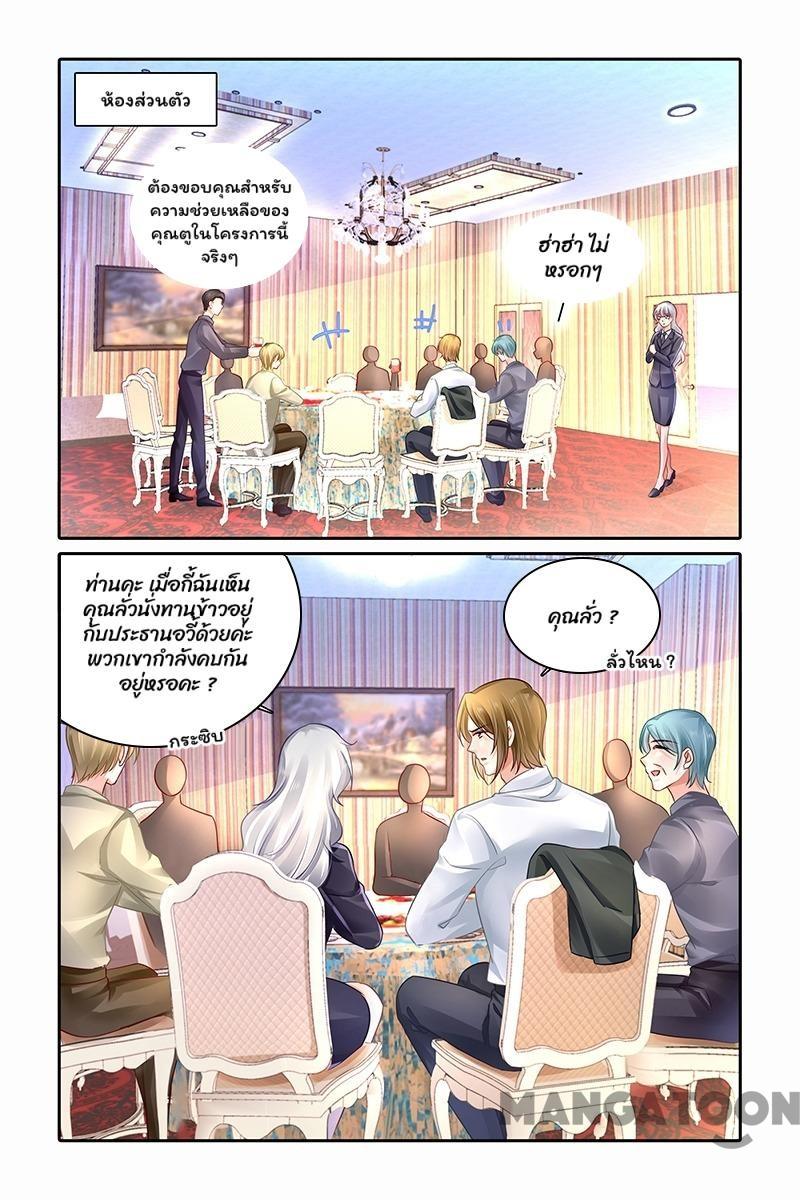 ห้องส่วนตัว
ต้องขอบคุณสำหรับ
ความช่วยเหลือของ
คุณตูในโครงการนี้
จริงๆ
ฮ่าฮ่า ไม่
หรอกๆ
ท่านคะ เมื่อกี้ฉันเห็น
คุณลั่วนั่งทานข้าวอยู่
กับประธานอวี้ด้วยค่ะ
พวกเขากำลังคบกัน
อยู่หรอคะ ?
กระซิบ
คุณลั่ว ?
ลั่วไหน ?
MANGATOON